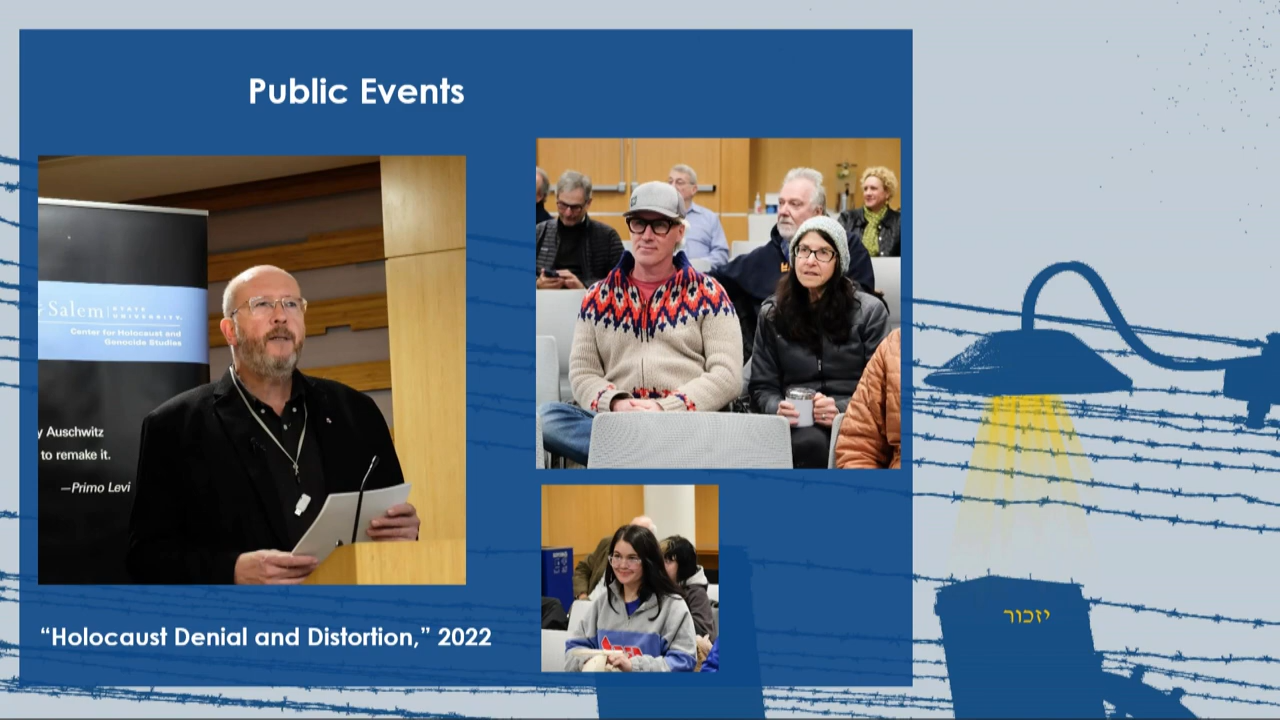 Public Events
Salem STATE UNIVERSITY
Center for Holocaust and
Genocide Studies
y Auschwitz
to remake it.
—Primo Levi
“Holocaust Denial and Distortion,” 2022
יזכור